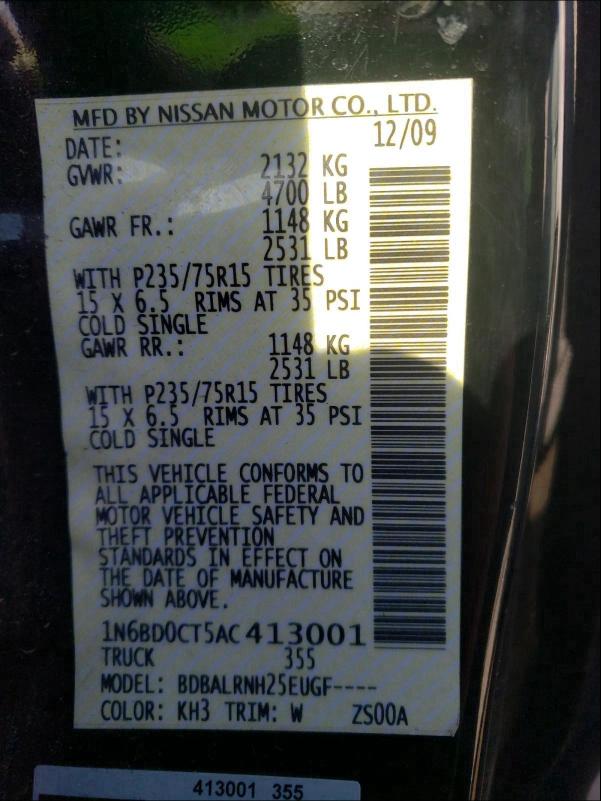 MFD BY NISSAN MOTOR CO., LTD.
DATE: 12/09
GVWR: 2132 KG
4700 LB
GAWR FR.: 1148 KG
2531 LB
WITH P235/75R15 TIRES
15 X 6.5 RIMS AT 35 PSI
COLD SINGLE
GAWR RR.: 1148 KG
2531 LB
WITH P235/75R15 TIRES
15 X 6.5 RIMS AT 35 PSI
COLD SINGLE
THIS VEHICLE CONFORMS TO
ALL APPLICABLE FEDERAL
MOTOR VEHICLE SAFETY AND
THEFT PREVENTION
STANDARDS IN EFFECT ON
THE DATE OF MANUFACTURE
SHOWN ABOVE.
1N6BD0CT5AC413001
TRUCK 355
MODEL: BDBALRNH25EUGF----
COLOR: KH3 TRIM: W ZS00A
413001 355